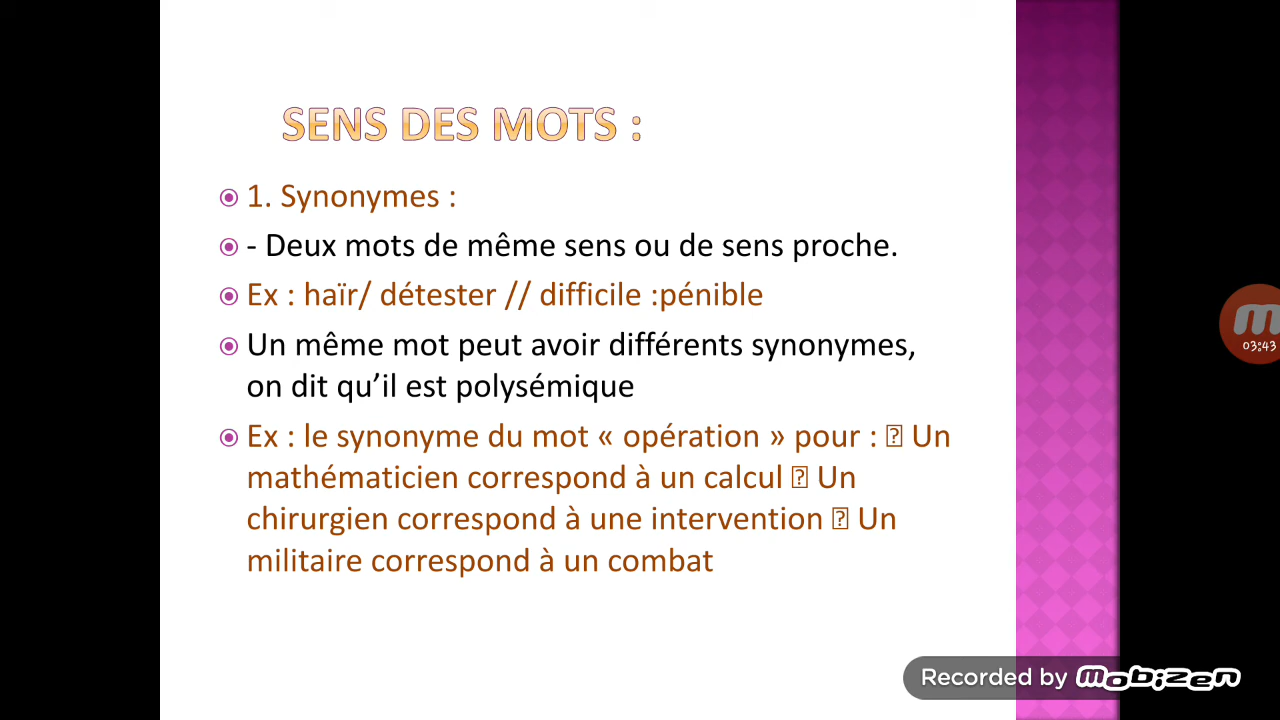 SENS DES MOTS :
1. Synonymes :
- Deux mots de même sens ou de sens proche.
Ex : haïr/ détester // difficile :pénible
Un même mot peut avoir différents synonymes,
on dit qu’il est polysémique
Ex : le synonyme du mot « opération » pour : Un
mathématicien correspond à un calcul Un
chirurgien correspond à une intervention Un
militaire correspond à un combat
03:43
Recorded by mobizen